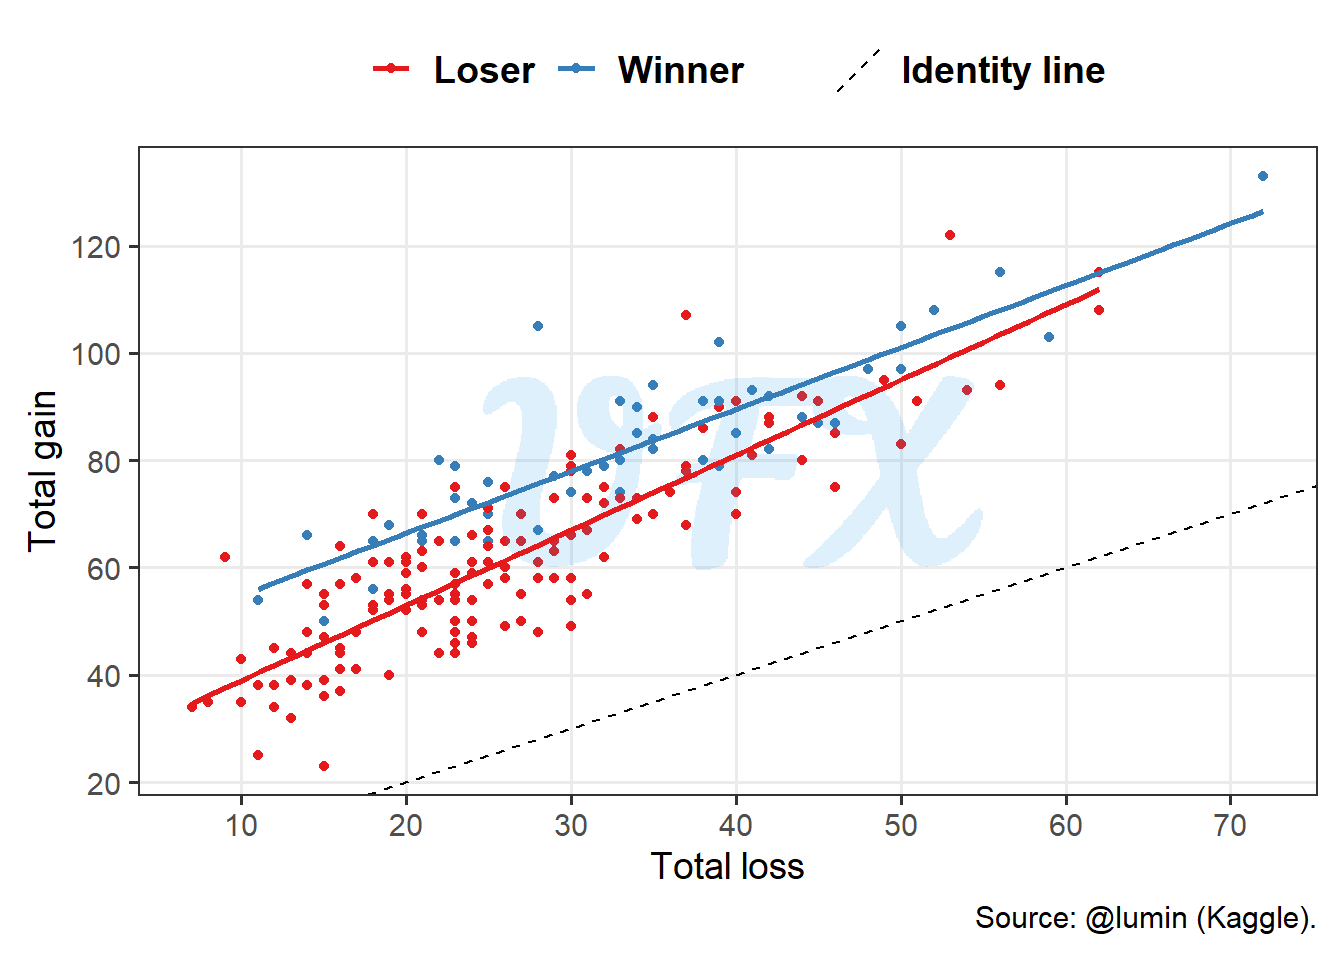 Loser Winner Identity line
120
100
80
60
40
20
Total gain
VFX
10 20 30 40 50 60 70
Total loss
Source: @lumin (Kaggle).